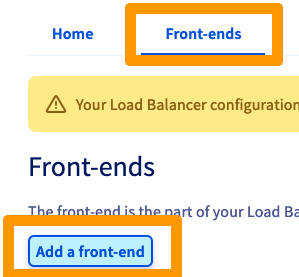 Home
Front-ends
Your Load Balancer configuration
Front-ends
The front-end is the part of your Load Ba
Add a front-end